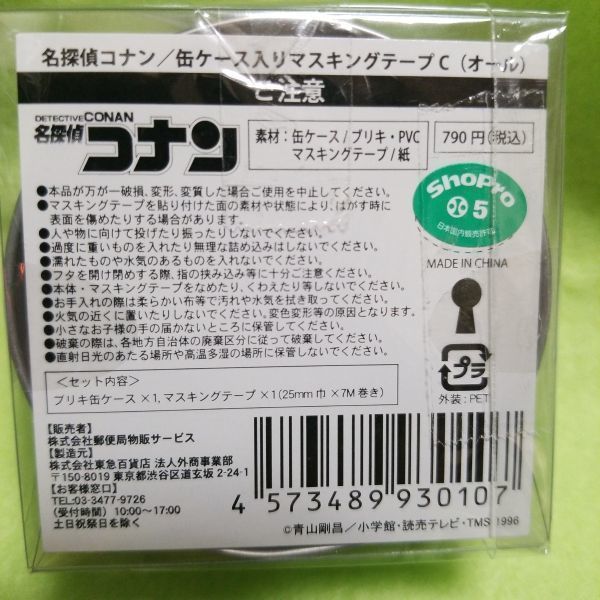 名探偵コナン／缶ケース入りマスキングテープC（オール）
ご注意
DETECTIVE CONAN
名探偵コナン
素材：缶ケース／ブリキ・PVC
マスキングテープ／紙
790円(税込)
●本品が万が一破損、変形、変質した場合ご使用を中止してください。
●マスキングテープを貼り付けた面の素材や状態により、はがす時に
表面を傷めたりする場合があります。
●人や物に向けて投げたり振ったりしないでください。
●過度に重いものを入れたり無理な詰め込みはしないでください。
●濡れたものや水気のあるものを入れないでください。
●フタを開け閉めする際、指の挟み込み等に十分ご注意ください。
●本体・マスキングテープをなめたり、くわえたり等しないでください。
●お手入れの際は柔らかい布等で汚れや水気を拭き取ってください。
●火気の近くに置いたりしないでください。変色変形等の原因となります。
●小さなお子様の手の届かないところに保管してください。
●破棄の際は、各地方自治体の廃棄区分に従って破棄ください。
●直射日光のあたる場所や高温多湿の場所に保管しないでください。
ShoPro
5
日本国内販売許諾
MADE IN CHINA
プラ
外装：PET
＜セット内容＞
ブリキ缶ケース×1、マスキングテープ×1（25mm巾×7M巻き）
【販売者】
株式会社郵便局物販サービス
【製造元】
株式会社東急百貨店 法人外商事業部
〒150-8019 東京都渋谷区道玄坂2-24-1
【お客様窓口】
TEL:03-3477-9726
（受付時間）10:00～17:00
土日祝祭日を除く
4 573489 930107
©青山剛昌／小学館・読売テレビ・TMS 1996